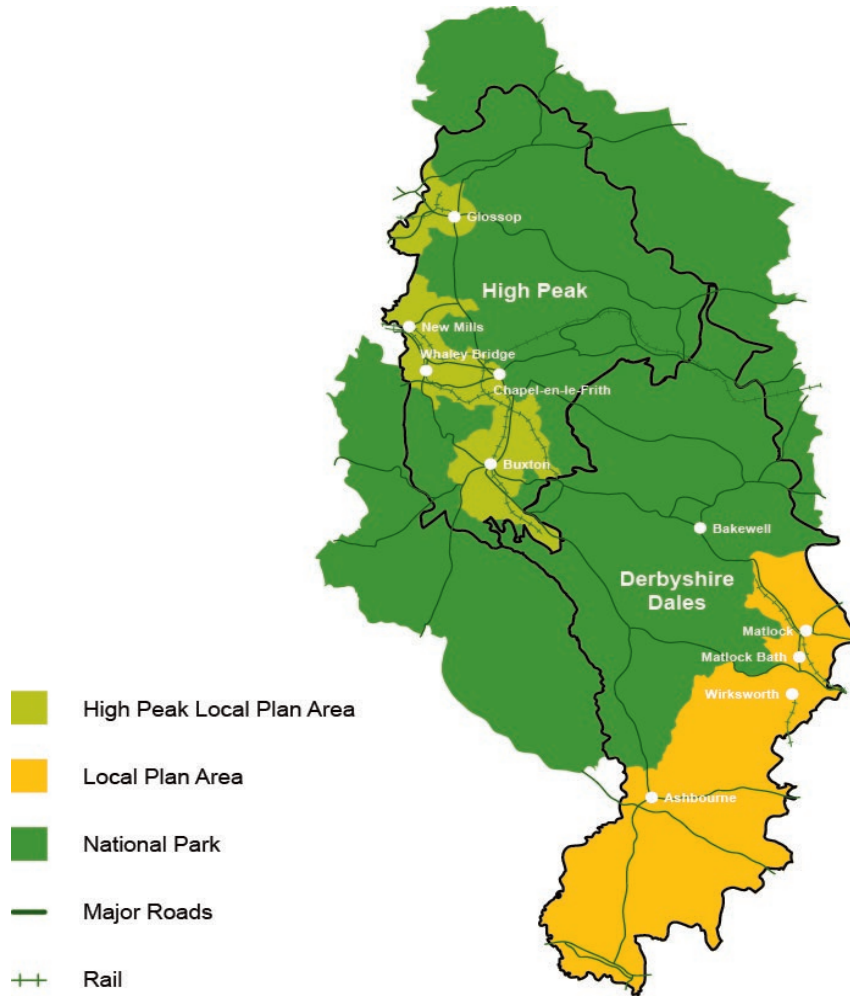 Glossop
High Peak
New Mills
Whaley Bridge
Chapel-en-le-Frith
Buxton
Bakewell
Derbyshire
Dales
Matlock
Matlock Bath
Wirksworth
Ashbourne
High Peak Local Plan Area
Local Plan Area
National Park
Major Roads
Rail